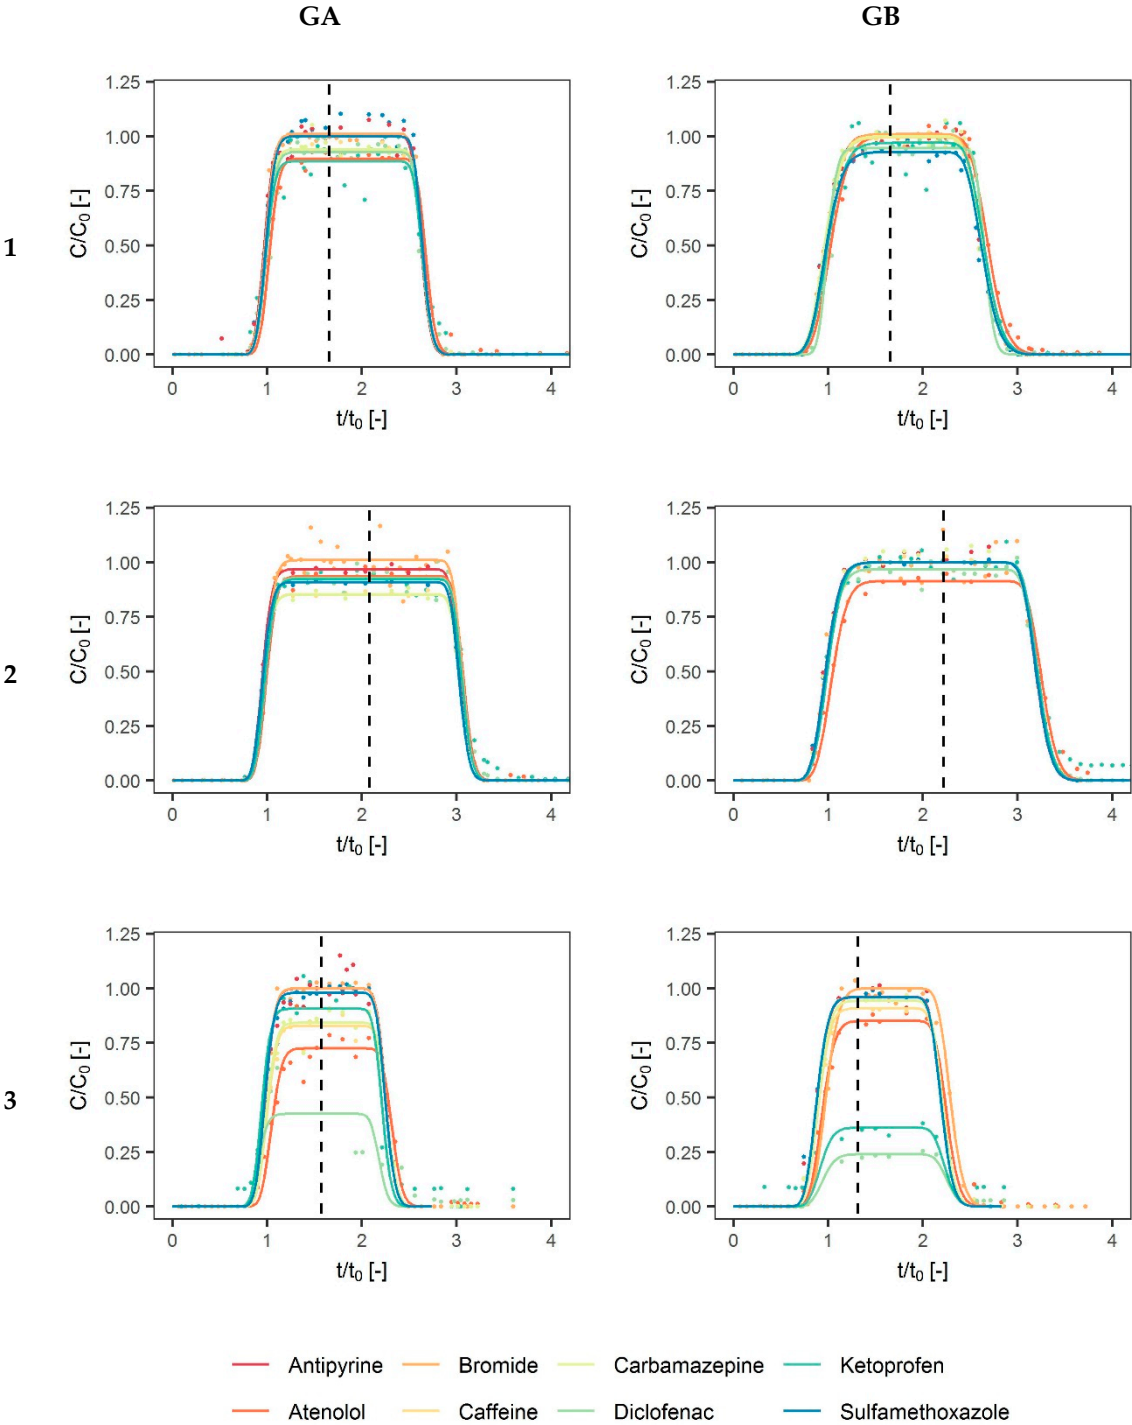 GA GB
1
1.25 1.00 0.75 0.50 0.25 0.00
C/C0 [-]
0 1 2 3 4
t/t0 [-]
1.25 1.00 0.75 0.50 0.25 0.00
C/C0 [-]
0 1 2 3 4
t/t0 [-]
2
1.25 1.00 0.75 0.50 0.25 0.00
C/C0 [-]
0 1 2 3 4
t/t0 [-]
1.25 1.00 0.75 0.50 0.25 0.00
C/C0 [-]
0 1 2 3 4
t/t0 [-]
3
1.25 1.00 0.75 0.50 0.25 0.00
C/C0 [-]
0 1 2 3 4
t/t0 [-]
1.25 1.00 0.75 0.50 0.25 0.00
C/C0 [-]
0 1 2 3 4
t/t0 [-]
Antipyrine Bromide Carbamazepine Ketoprofen
Atenolol Caffeine Diclofenac Sulfamethoxazole